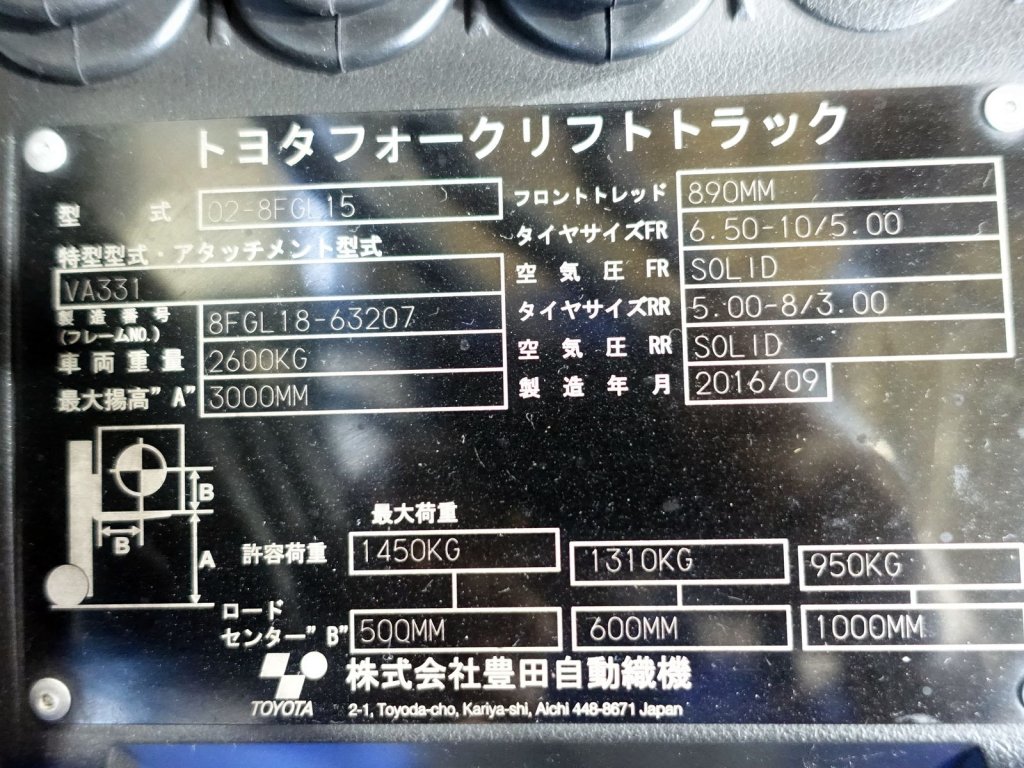 トヨタフォークリフトトラック
型 式 02-8FGL15
特型型式・アタッチメント型式
VA331
製造番号 (フレームNO.) 8FGL18-63207
車両重量 2600KG
最大揚高"A" 3000MM
フロントトレッド 890MM
タイヤサイズFR 6.50-10/5.00
空気圧 FR SOLID
タイヤサイズRR 5.00-8/3.00
空気圧 RR SOLID
製造年月 2016/09
B
B
A
最大荷重
許容荷重 1450KG 1310KG 950KG
ロード
センター"B" 500MM 600MM 1000MM
TOYOTA
株式会社豊田自動織機
2-1, Toyoda-cho, Kariya-shi, Aichi 448-8671 Japan